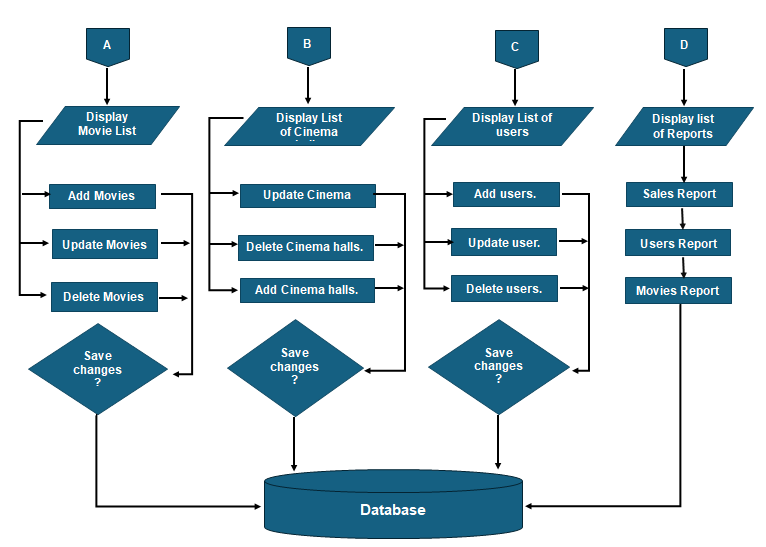 A
B
C
D
Display
Movie List
Display List
of Cinema
Display List of
users
Display list
of Reports
Add Movies
Update Cinema
Add users.
Sales Report
Update Movies
Delete Cinema halls.
Update user.
Users Report
Delete Movies
Add Cinema halls.
Delete users.
Movies Report
Save
changes
?
Save
changes
?
Save
changes
?
Database